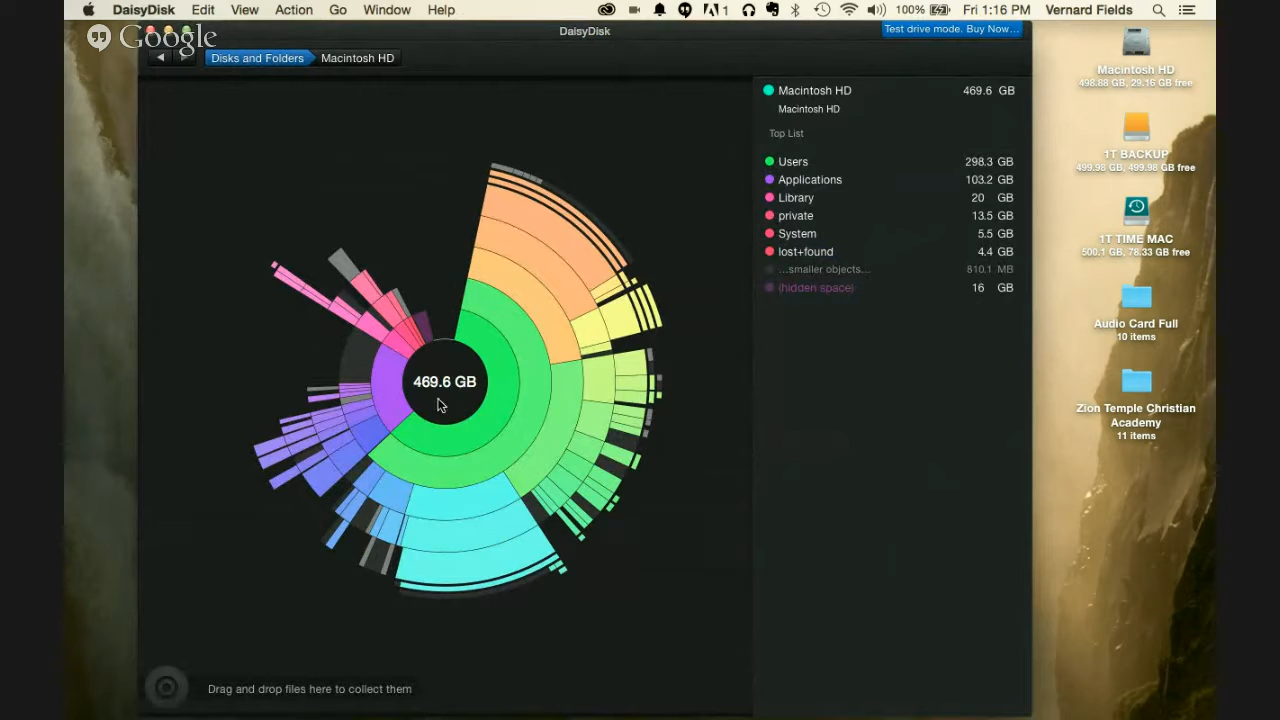 DaisyDisk Edit View Action Go Window Help 1 100% Fri 1:16 PM Vernard Fields
Google
DaisyDisk
Test drive mode. Buy Now...
Disks and Folders Macintosh HD
Macintosh HD 469.6 GB
Macintosh HD
Top List
Users 298.3 GB
Applications 103.2 GB
Library 20 GB
private 13.5 GB
System 5.5 GB
lost+found 4.4 GB
...smaller objects... 810.1 MB
(hidden space) 16 GB
469.6 GB
Drag and drop files here to collect them
Macintosh HD
498.88 GB, 29.16 GB free
1T BACKUP
499.98 GB, 499.98 GB free
1T TIME MAC
500.1 GB, 78.33 GB free
Audio Card Full
10 items
Zion Temple Christian
Academy
11 items